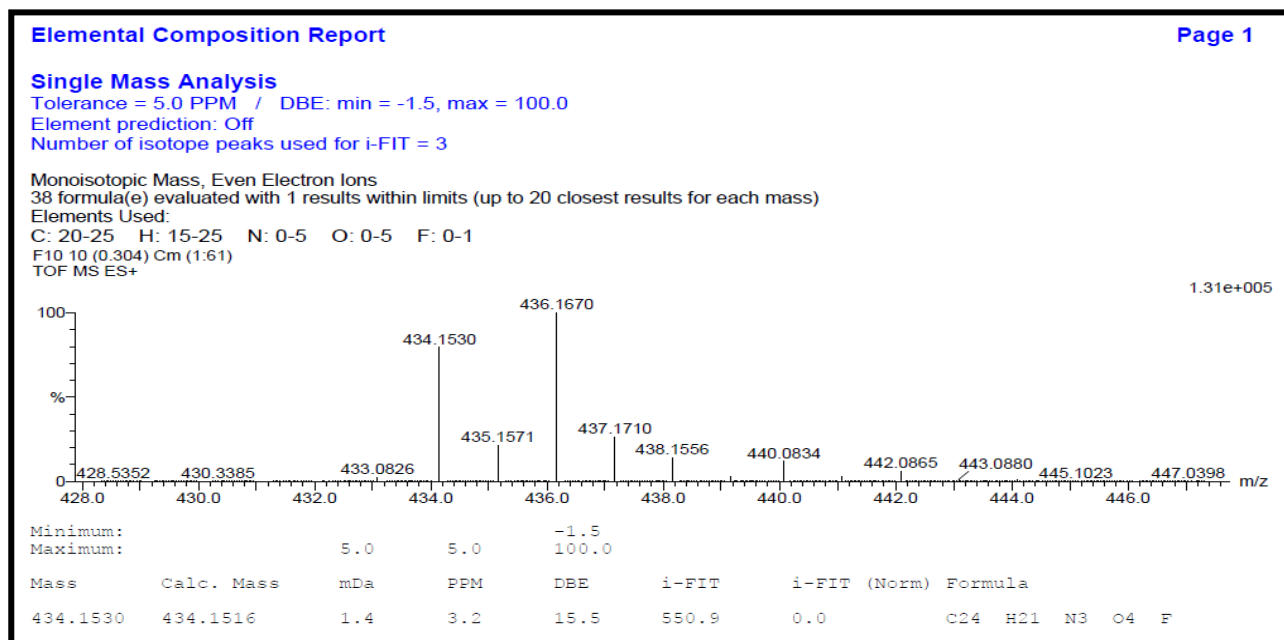 Elemental Composition Report Page 1
Single Mass Analysis
Tolerance = 5.0 PPM / DBE: min = -1.5, max = 100.0
Element prediction: Off
Number of isotope peaks used for i-FIT = 3
Monoisotopic Mass, Even Electron Ions
38 formula(e) evaluated with 1 results within limits (up to 20 closest results for each mass)
Elements Used:
C: 20-25 H: 15-25 N: 0-5 O: 0-5 F: 0-1
F10 10 (0.304) Cm (1:61)
TOF MS ES+
1.31e+005
436.1670
100
434.1530
%
437.1710
435.1571
438.1556
440.0834
428.5352 430.3385 433.0826 442.0865 443.0880 445.1023 447.0398
0 m/z
428.0 430.0 432.0 434.0 436.0 438.0 440.0 442.0 444.0 446.0
Minimum: -1.5
Maximum: 5.0 5.0 100.0
Mass Calc. Mass mDa PPM DBE i-FIT i-FIT (Norm) Formula
434.1530 434.1516 1.4 3.2 15.5 550.9 0.0 C24 H21 N3 O4 F